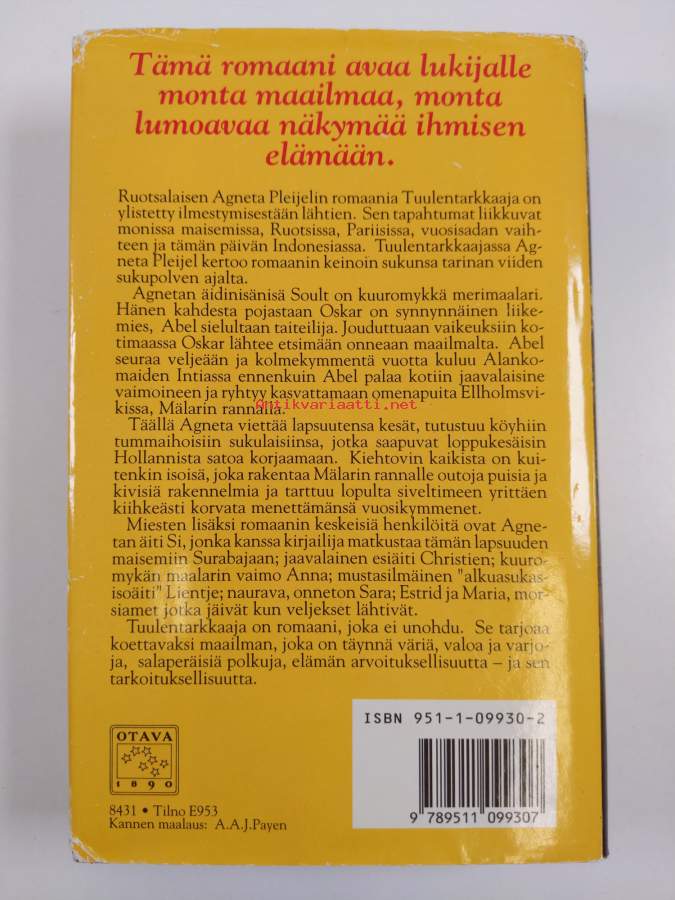 Tämä romaani avaa lukijalle
monta maailmaa, monta
lumoavaa näkymää ihmisen
elämään.
Ruotsalaisen Agneta Pleijelin romaania Tuulentarkkaaja on
ylistetty ilmestymisestään lähtien. Sen tapahtumat liikkuvat
monissa maisemissa, Ruotsissa, Pariisissa, vuosisadan vaih-
teen ja tämän päivän Indonesiassa. Tuulentarkkaajassa Ag-
neta Pleijel kertoo romaanin keinoin sukunsa tarinan viiden
sukupolven ajalta.
Agnetan äidinisänisä Soult on kuuromykkä merimaalari.
Hänen kahdesta pojastaan Oskar on synnynnäinen liike-
mies, Abel sielultaan taiteilija. Jouduttuaan vaikeuksiin ko-
timaassa Oskar lähtee etsimään onneaan maailmalta. Abel
seuraa veljeään ja kolmekymmentä vuotta kuluu Alanko-
maiden Intiassa ennenkuin Abel palaa kotiin jaavalaisine
vaimoineen ja ryhtyy kasvattamaan omenapuita Ellholmsvi-
kissa, Mälarin rannalla.
Antikvariaatti.net
Täällä Agneta viettää lapsuutensa kesät, tutustuu köyhiin
tummaihoisiin sukulaisiinsa, jotka saapuvat loppukesäisin
Hollannista satoa korjaamaan. Kiehtovin kaikista on kui-
tenkin isoisä, joka rakentaa Mälarin rannalle outoja puisia ja
kivisiä rakennelmia ja tarttuu lopulta siveltimeen yrittäen
kiihkeästi korvata menettämänsä vuosikymmenet.
Miesten lisäksi romaanin keskeisiä henkilöitä ovat Agne-
tan äiti Si, jonka kanssa kirjailija matkustaa tämän lapsuuden
maisemiin Surabajaan; jaavalainen esiäiti Christien; kuuro-
mykän maalarin vaimo Anna; mustasilmäinen "alkuasukas-
isoäiti" Lientje; naurava, onneton Sara; Estrid ja Maria, mor-
siamet jotka jäivät kun veljekset lähtivät.
Tuulentarkkaaja on romaani, joka ei unohdu. Se tarjoaa
koettavaksi maailman, joka on täynnä väriä, valoa ja varjo-
ja, salaperäisiä polkuja, elämän arvoituksellisuutta – ja sen
tarkoituksellisuutta.
ISBN 951-1-09930-2
OTAVA
1890
9 789511 099307
8431 • Tilno E953
Kannen maalaus: A.A.J.Payen